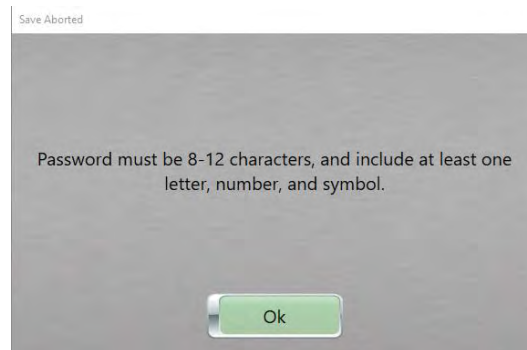 Save Aborted
Password must be 8-12 characters, and include at least one
letter, number, and symbol.
Ok